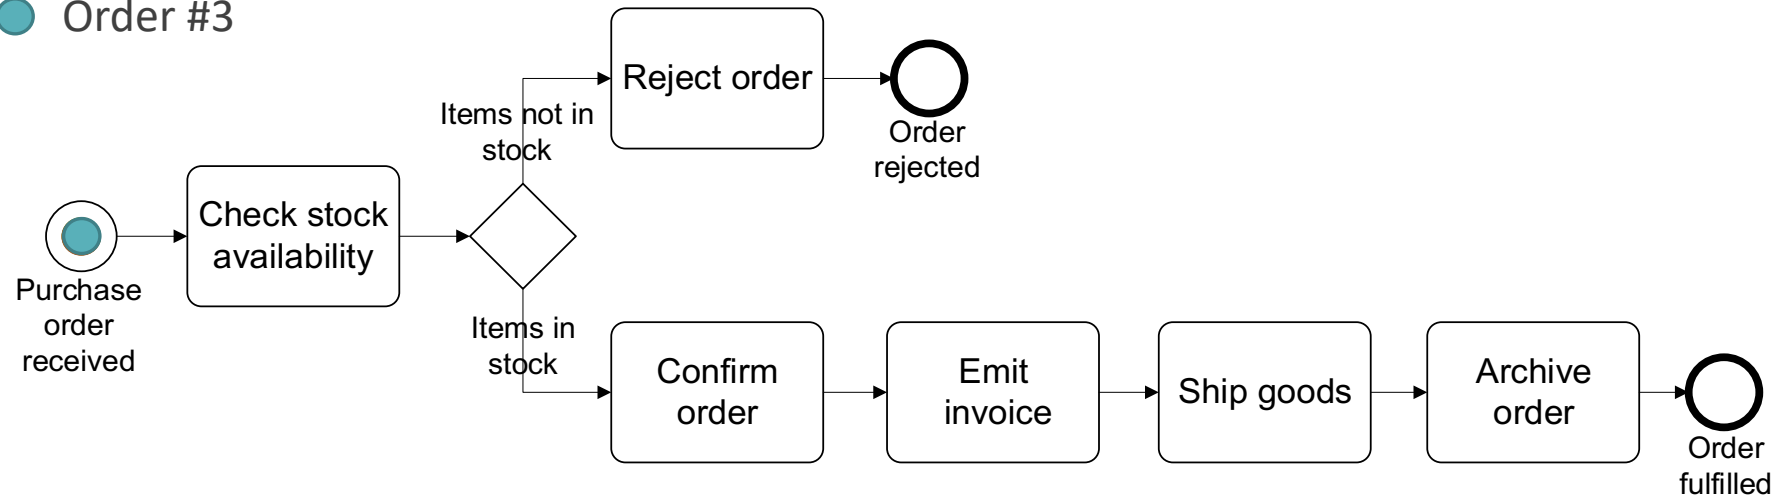 Order #3
Reject order
Order
rejected
Items not in
stock
Check stock
availability
Purchase
order
received
Items in
stock
Confirm
order
Emit
invoice
Ship goods
Archive
order
Order
fulfilled